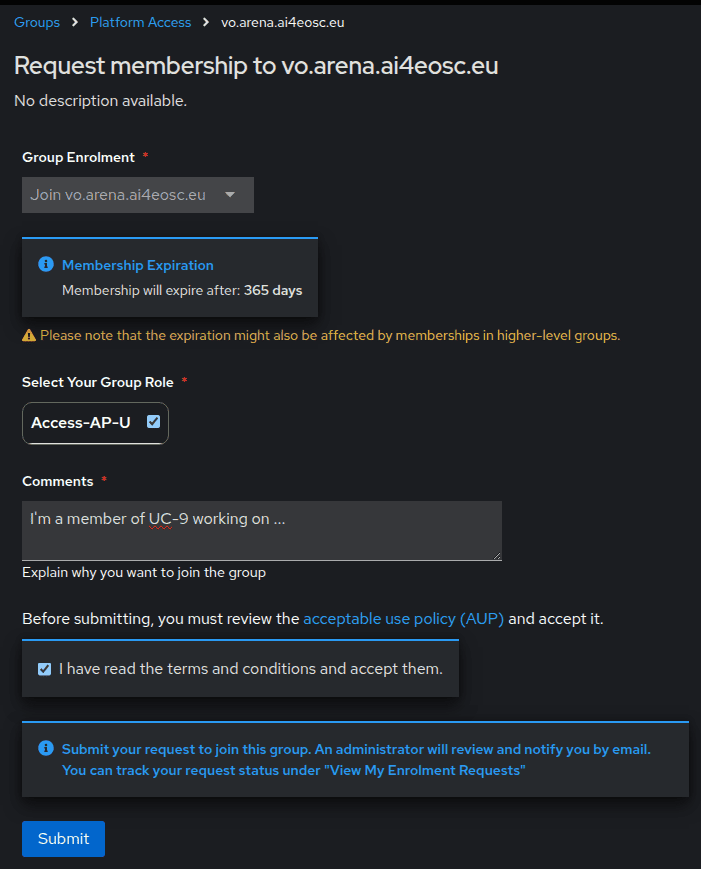 Groups > Platform Access > vo.arena.ai4eosc.eu
Request membership to vo.arena.ai4eosc.eu
No description available.
Group Enrolment *
Join vo.arena.ai4eosc.eu
Membership Expiration
Membership will expire after: 365 days
Please note that the expiration might also be affected by memberships in higher-level groups.
Select Your Group Role *
Access-AP-U
Comments *
I'm a member of UC-9 working on ...
Explain why you want to join the group
Before submitting, you must review the acceptable use policy (AUP) and accept it.
I have read the terms and conditions and accept them.
Submit your request to join this group. An administrator will review and notify you by email.
You can track your request status under "View My Enrolment Requests"
Submit